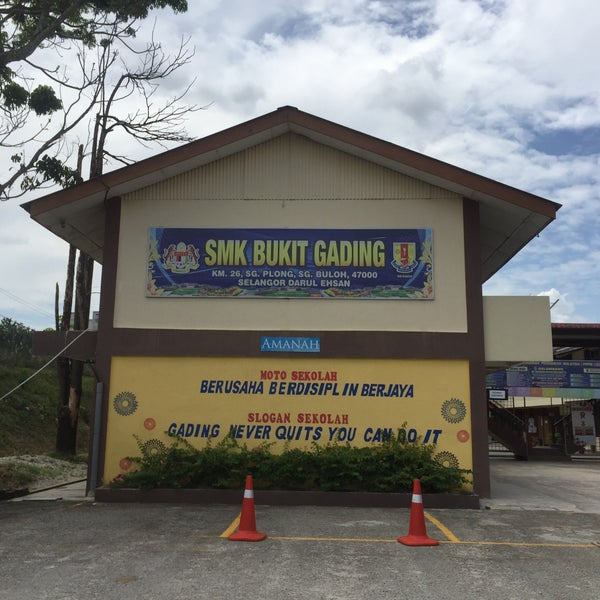 SMK BUKIT GADING
KM. 26, SG. PLONG, SG. BULOH, 47000
SELANGOR DARUL EHSAN
AMANAH
MOTO SEKOLAH
BERUSAHA BERDISIPLIN BERJAYA
SLOGAN SEKOLAH
GADING NEVER QUITS YOU CAN DO IT